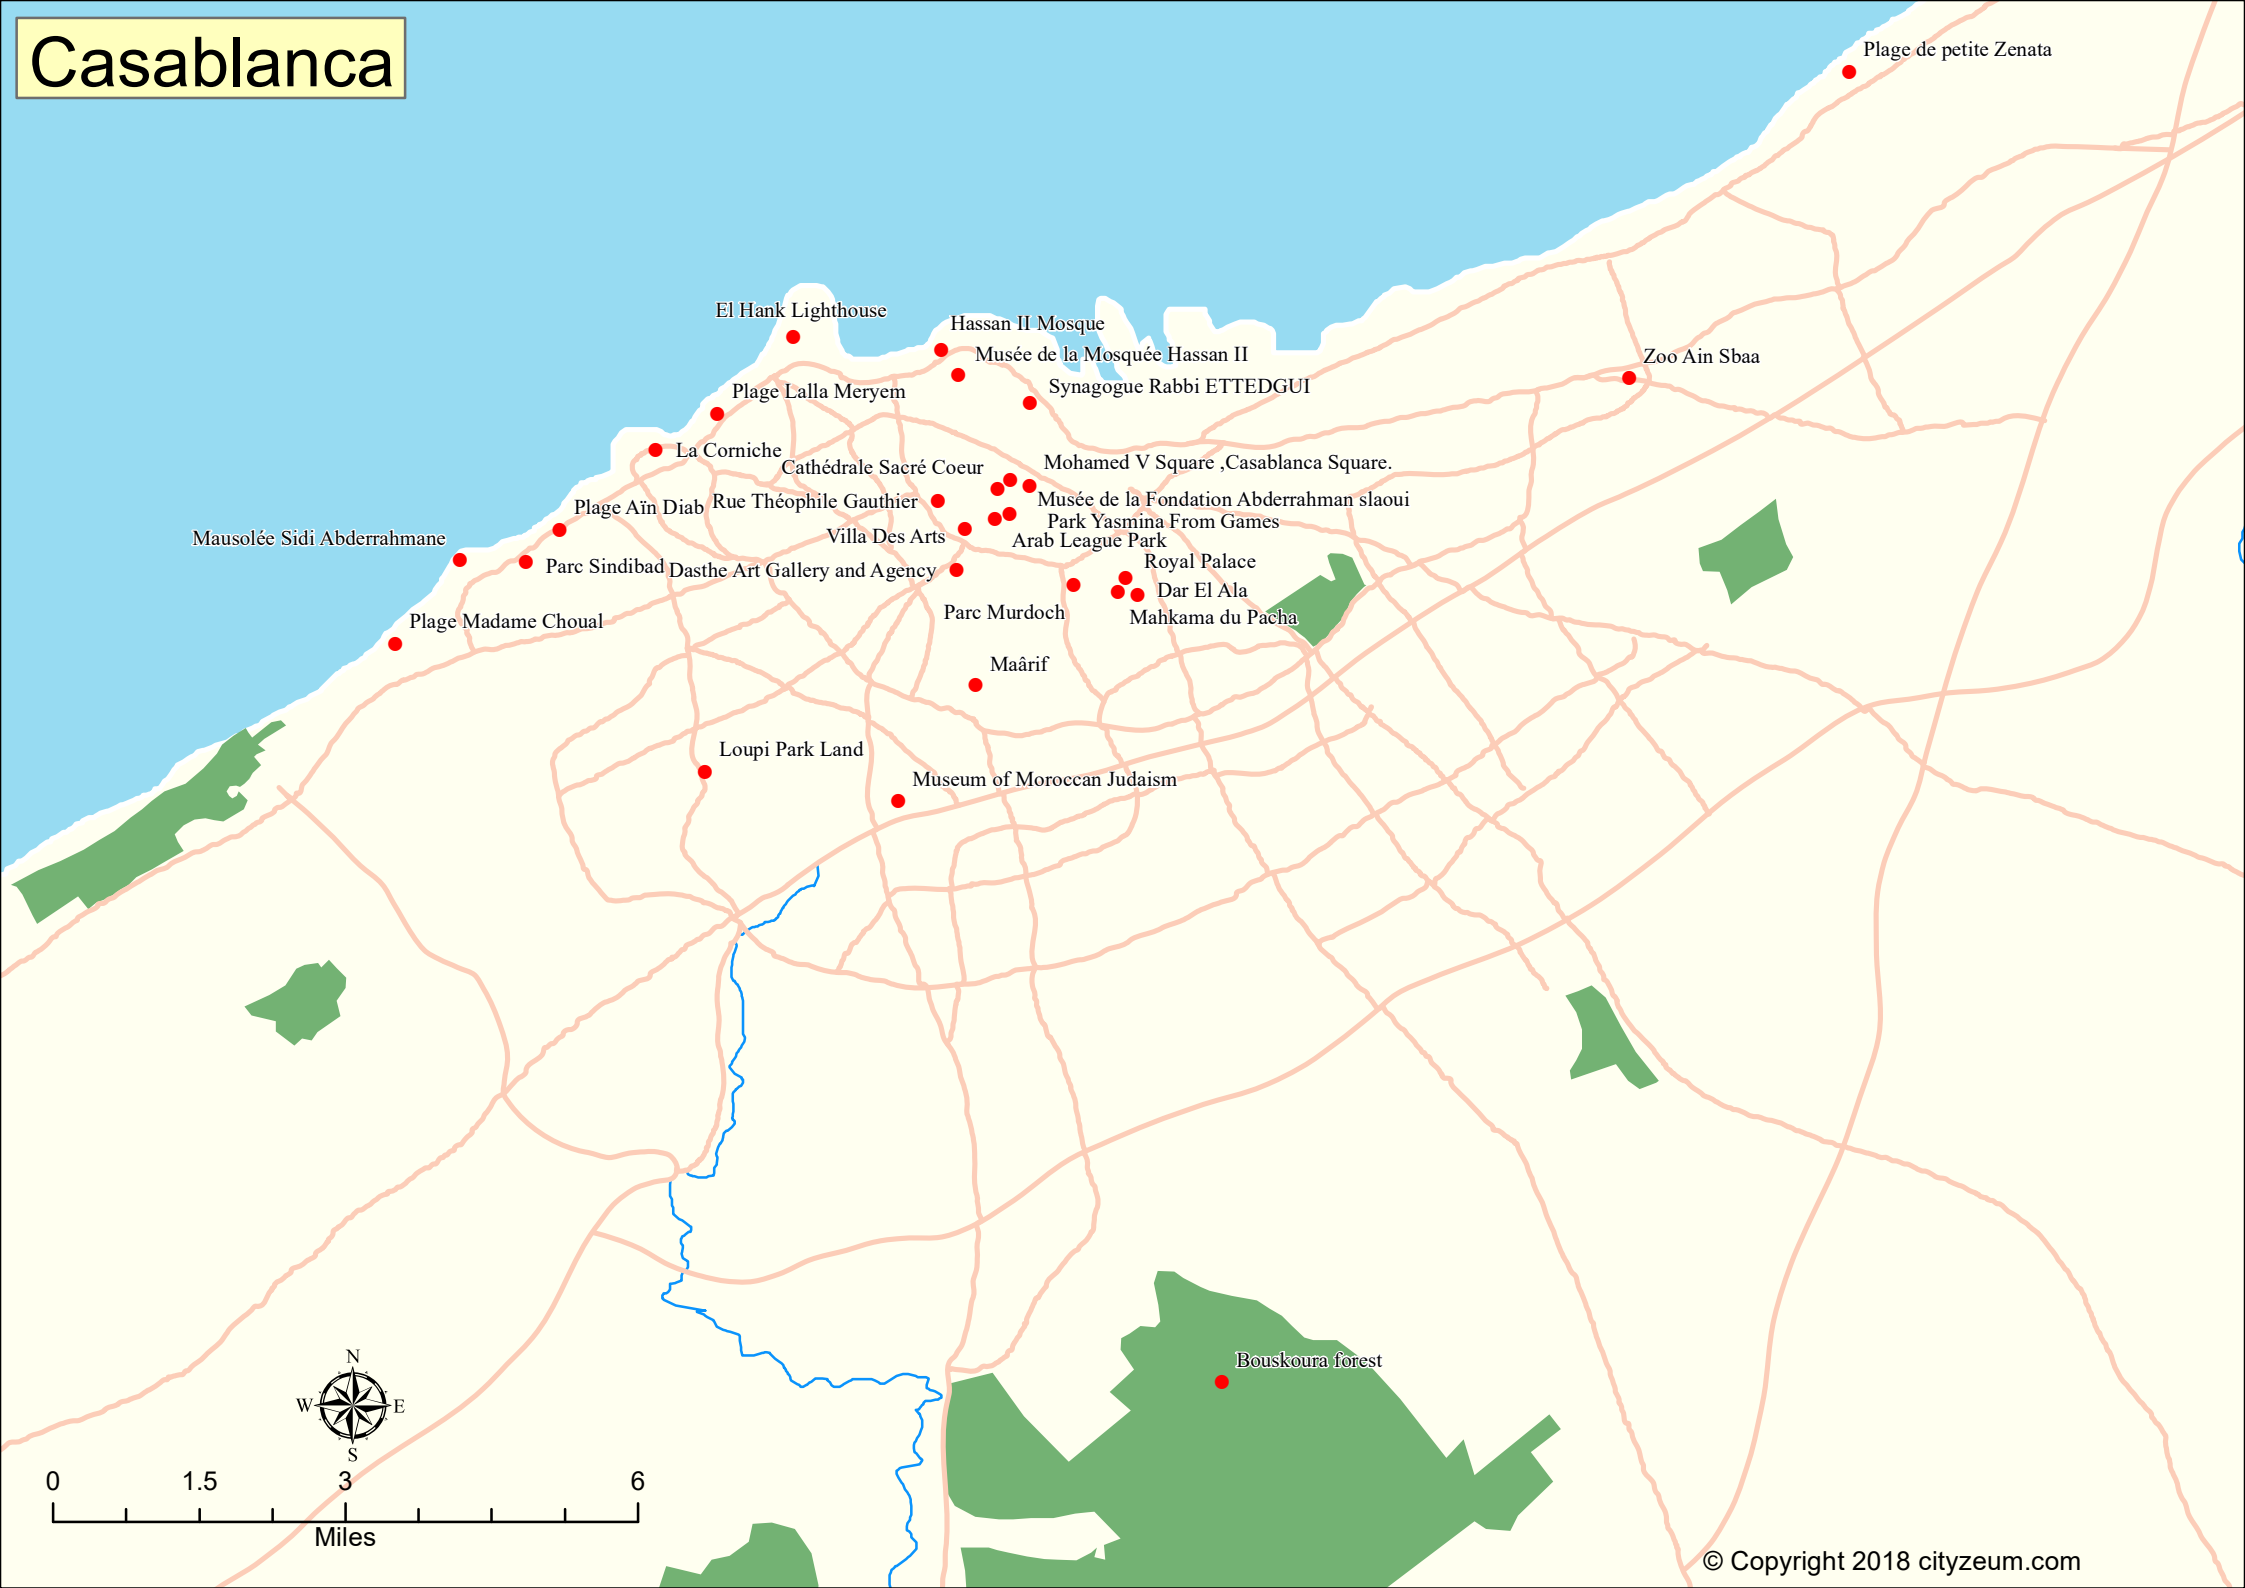 Casablanca
Plage de petite Zenata
El Hank Lighthouse
Hassan II Mosque
Musée de la Mosquée Hassan II
Zoo Ain Sbaa
Synagogue Rabbi ETTEDGUI
Plage Lalla Meryem
La Corniche
Cathédrale Sacré Coeur
Mohamed V Square ,Casablanca Square.
Rue Théophile Gauthier
Musée de la Fondation Abderrahman slaoui
Plage Aïn Diab
Park Yasmina From Games
Villa Des Arts
Arab League Park
Mausolée Sidi Abderrahmane
Royal Palace
Parc Sindibad
Dasthe Art Gallery and Agency
Dar El Ala
Parc Murdoch
Mahkama du Pacha
Plage Madame Choual
Maârif
Loupi Park Land
Museum of Moroccan Judaism
Bouskoura forest
N
W E
S
0 1.5 3 6
Miles
© Copyright 2018 cityzeum.com